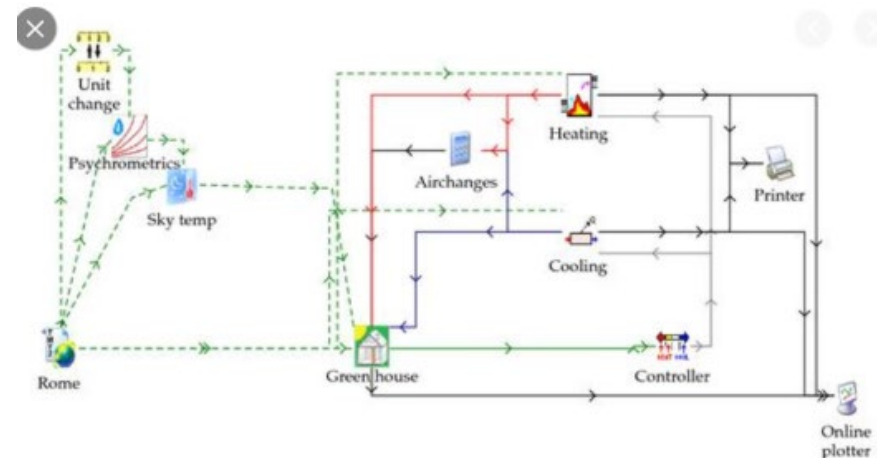 Unit
change
Psychrometrics
Sky temp
Rome
Heating
Airchanges
Printer
Cooling
Green house
Controller
Online
plotter